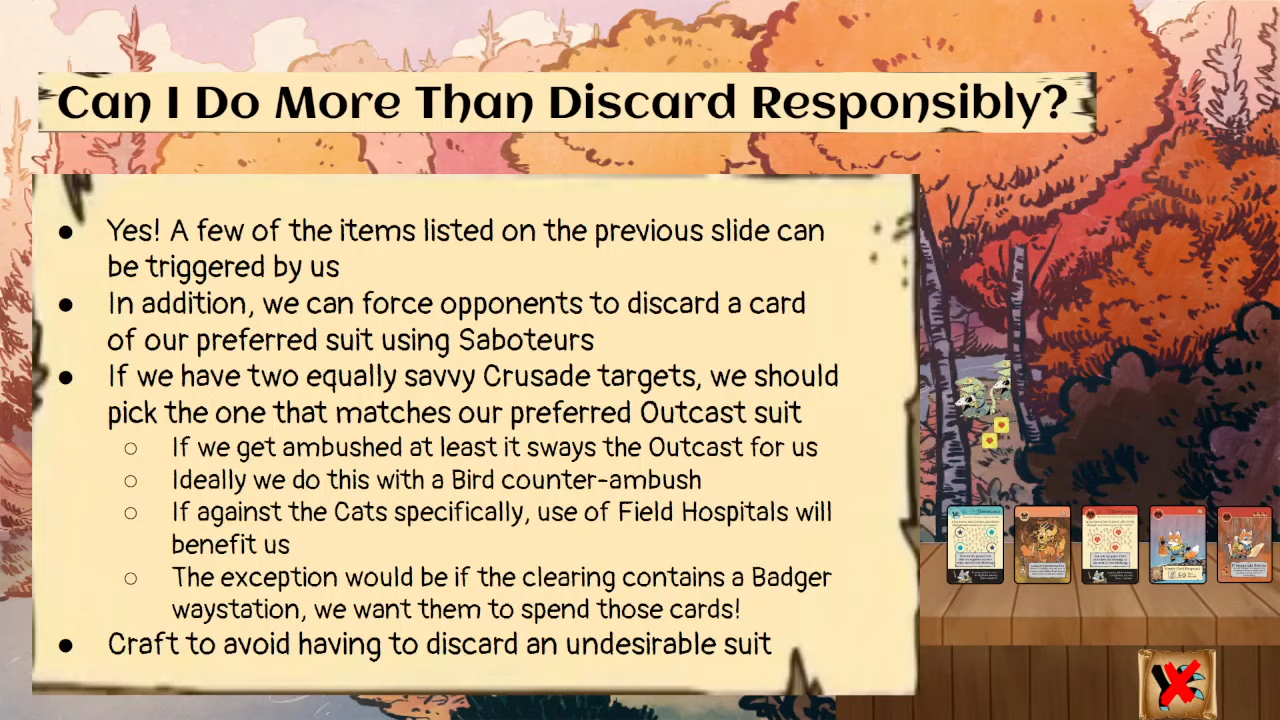 Can I Do More Than Discard Responsibly?
● Yes! A few of the items listed on the previous slide can
be triggered by us
● In addition, we can force opponents to discard a card
of our preferred suit using Saboteurs
● If we have two equally savvy Crusade targets, we should
pick the one that matches our preferred Outcast suit
○ If we get ambushed at least it sways the Outcast for us
○ Ideally we do this with a Bird counter-ambush
○ If against the Cats specifically, use of Field Hospitals will
benefit us
○ The exception would be if the clearing contains a Badger
waystation, we want them to spend those cards!
● Craft to avoid having to discard an undesirable suit